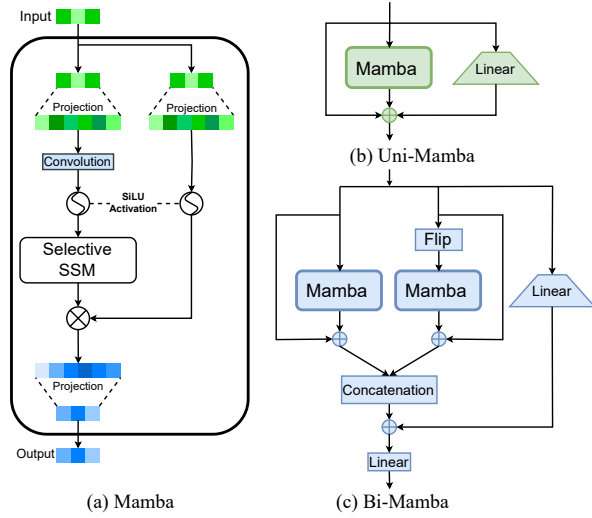 Input
Projection
Projection
Convolution
SiLU
Activation
Selective
SSM
Projection
Output
(a) Mamba
Mamba
Linear
(b) Uni-Mamba
Flip
Mamba
Mamba
Linear
Concatenation
Linear
(c) Bi-Mamba